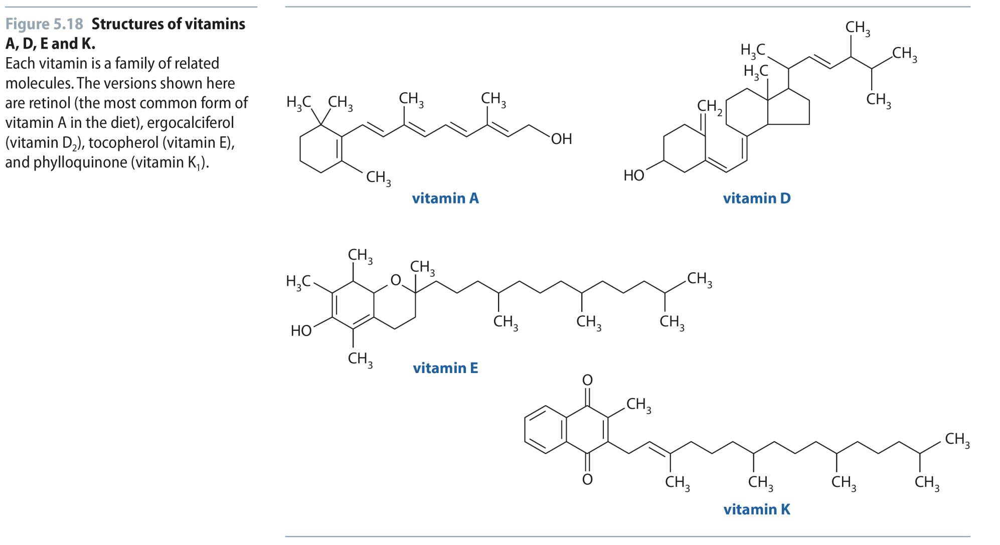 Figure 5.18 Structures of vitamins
A, D, E and K.
Each vitamin is a family of related
molecules. The versions shown here
are retinol (the most common form of
vitamin A in the diet), ergocalciferol
(vitamin D₂), tocopherol (vitamin E),
and phylloquinone (vitamin K₁).
H₃C CH₃ CH₃ CH₃
OH
CH₃
vitamin A
CH₃
H₃C CH₃
H₃C
CH₃
CH₂
HO
vitamin D
CH₃
CH₃
H₃C O CH₃
CH₃ CH₃ CH₃
HO
CH₃
vitamin E
O
CH₃
CH₃
O CH₃ CH₃ CH₃ CH₃
vitamin K